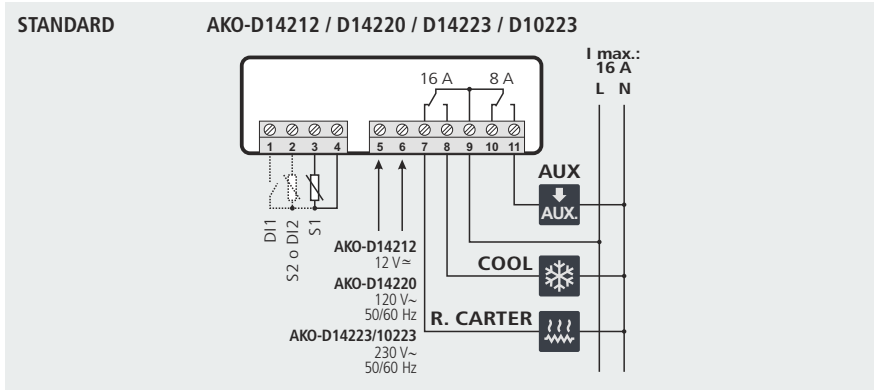 STANDARD AKO-D14212 / D14220 / D14223 / D10223
I max.:
16 A
L N
16 A 8 A
1 2 3 4 5 6 7 8 9 10 11
DI1
S2 o DI2
S1
AUX
AUX.
AKO-D14212
12 V≃
COOL
AKO-D14220
120 V~
50/60 Hz
R. CARTER
AKO-D14223/10223
230 V~
50/60 Hz